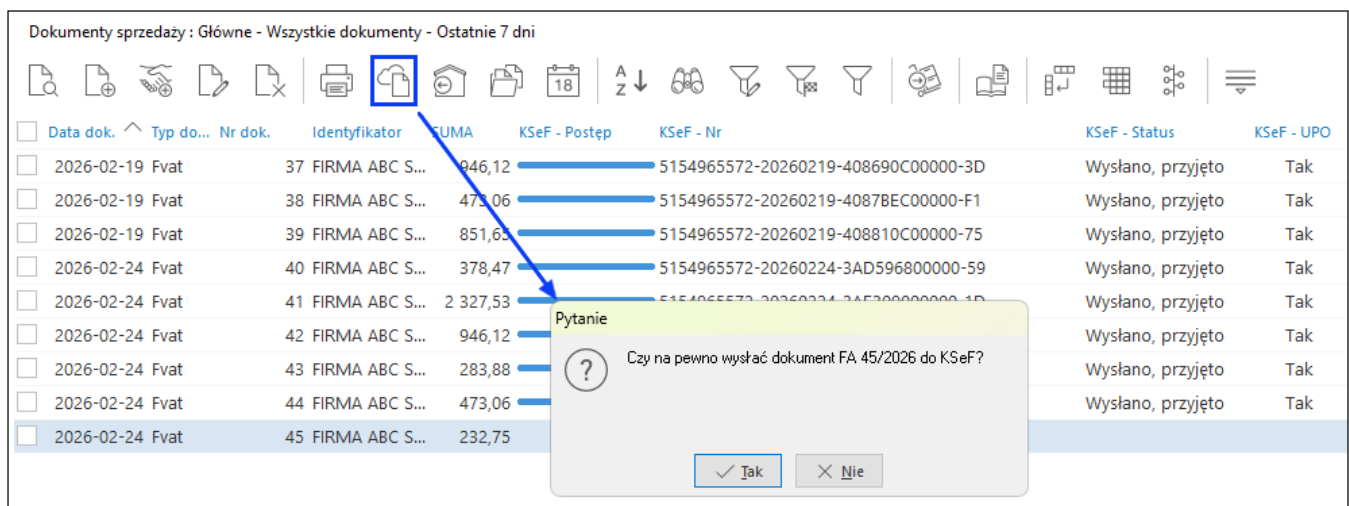 Dokumenty sprzedaży : Główne - Wszystkie dokumenty - Ostatnie 7 dni
18 A Z
Data dok. Typ do... Nr dok. Identyfikator SUMA KSeF - Postęp KSeF - Nr KSeF - Status KSeF - UPO
2026-02-19 Fvat 37 FIRMA ABC S... 946,12 5154965572-20260219-408690C00000-3D Wysłano, przyjęto Tak
2026-02-19 Fvat 38 FIRMA ABC S... 473,06 5154965572-20260219-4087BEC00000-F1 Wysłano, przyjęto Tak
2026-02-19 Fvat 39 FIRMA ABC S... 851,65 5154965572-20260219-408810C00000-75 Wysłano, przyjęto Tak
2026-02-24 Fvat 40 FIRMA ABC S... 378,47 5154965572-20260224-3AD596800000-59 Wysłano, przyjęto Tak
2026-02-24 Fvat 41 FIRMA ABC S... 2 327,53 Wysłano, przyjęto Tak
2026-02-24 Fvat 42 FIRMA ABC S... 946,12 Wysłano, przyjęto Tak
2026-02-24 Fvat 43 FIRMA ABC S... 283,88 Wysłano, przyjęto Tak
2026-02-24 Fvat 44 FIRMA ABC S... 473,06 Wysłano, przyjęto Tak
2026-02-24 Fvat 45 FIRMA ABC S... 232,75
Pytanie
Czy na pewno wysłać dokument FA 45/2026 do KSeF?
Tak Nie